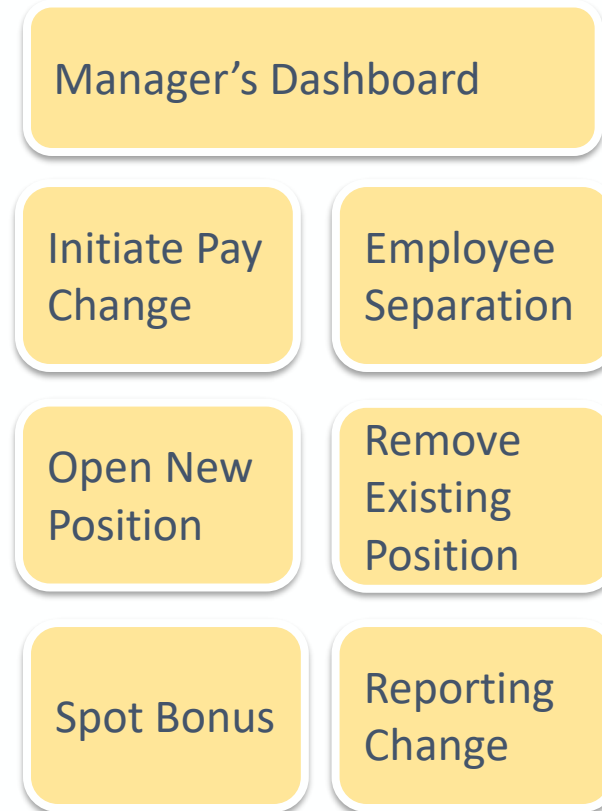 Manager’s Dashboard
Initiate Pay
Change
Employee
Separation
Open New
Position
Remove
Existing
Position
Spot Bonus
Reporting
Change